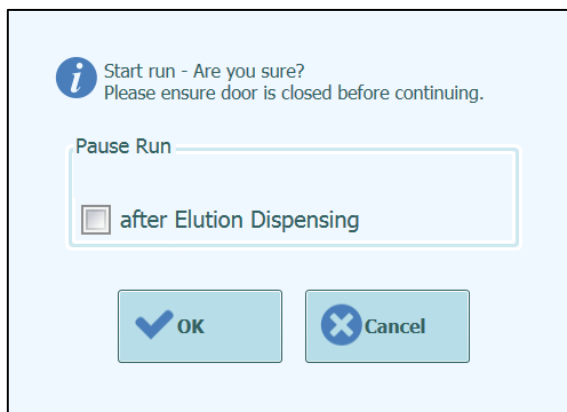 Start run - Are you sure?
Please ensure door is closed before continuing.
Pause Run
after Elution Dispensing
OK
Cancel